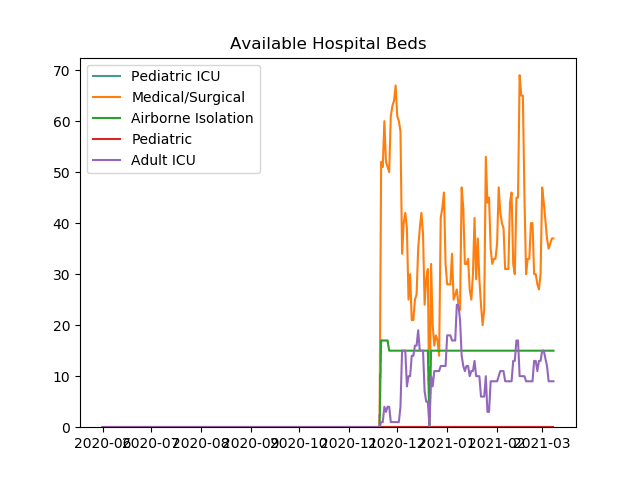 Available Hospital Beds
Pediatric ICU
Medical/Surgical
Airborne Isolation
Pediatric
Adult ICU
70
60
50
40
30
20
10
0
2020-06 2020-07 2020-08 2020-09 2020-10 2020-11 2020-12 2021-01 2021-02 2021-03